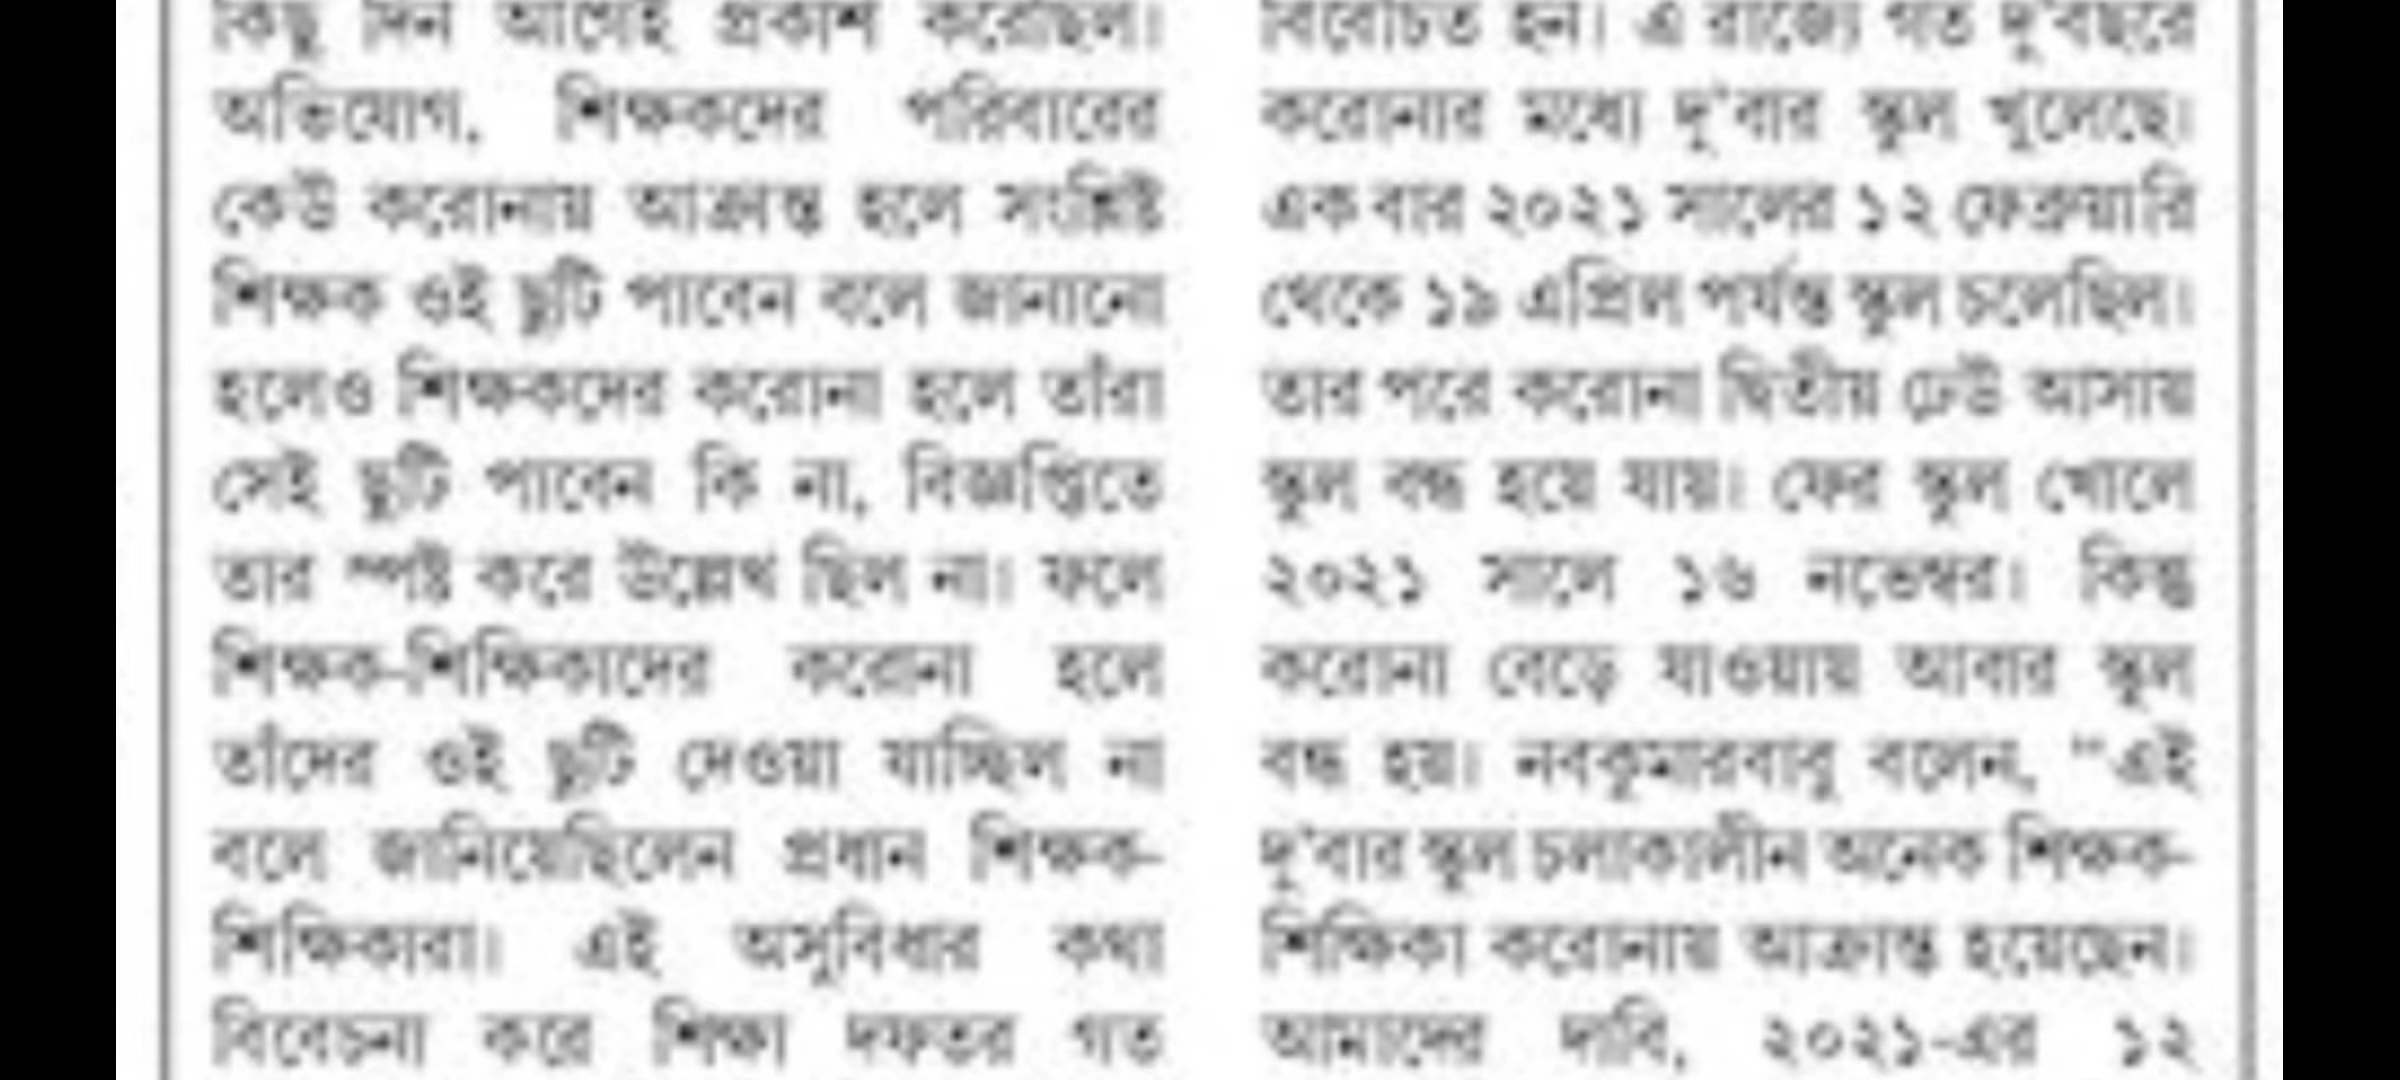 কিছু দিন আগেই প্রকাশ করেছিল।
অভিযোগ, শিক্ষকদের পরিবারের
কেউ করোনায় আক্রান্ত হলে সংশ্লিষ্ট
শিক্ষক ওই ছুটি পাবেন বলে জানানো
হলেও শিক্ষকদের করোনা হলে তাঁরা
সেই ছুটি পাবেন কি না, বিজ্ঞপ্তিতে
তার স্পষ্ট করে উল্লেখ ছিল না। ফলে
শিক্ষক-শিক্ষিকাদের করোনা হলে
তাঁদের ওই ছুটি দেওয়া যাচ্ছিল না
বলে জানিয়েছিলেন প্রধান শিক্ষক-
শিক্ষিকারা। এই অসুবিধার কথা
বিবেচনা করে শিক্ষা দফতর গত
বিবেচিত হন। এ রাজ্যে গত দু'বছরে
করোনার মধ্যে দু'বার স্কুল খুলেছে।
এক বার ২০২১ সালের ১২ ফেব্রুয়ারি
থেকে ১৯ এপ্রিল পর্যন্ত স্কুল চলেছিল।
তার পরে করোনা দ্বিতীয় ঢেউ আসায়
স্কুল বন্ধ হয়ে যায়। ফের স্কুল খোলে
২০২১ সালে ১৬ নভেম্বর। কিন্তু
করোনা বেড়ে যাওয়ায় আবার স্কুল
বন্ধ হয়। নবকুমারবাবু বলেন, "এই
দু'বার স্কুল চলাকালীন অনেক শিক্ষক-
শিক্ষিকা করোনায় আক্রান্ত হয়েছেন।
আমাদের দাবি, ২০২১-এর ১২